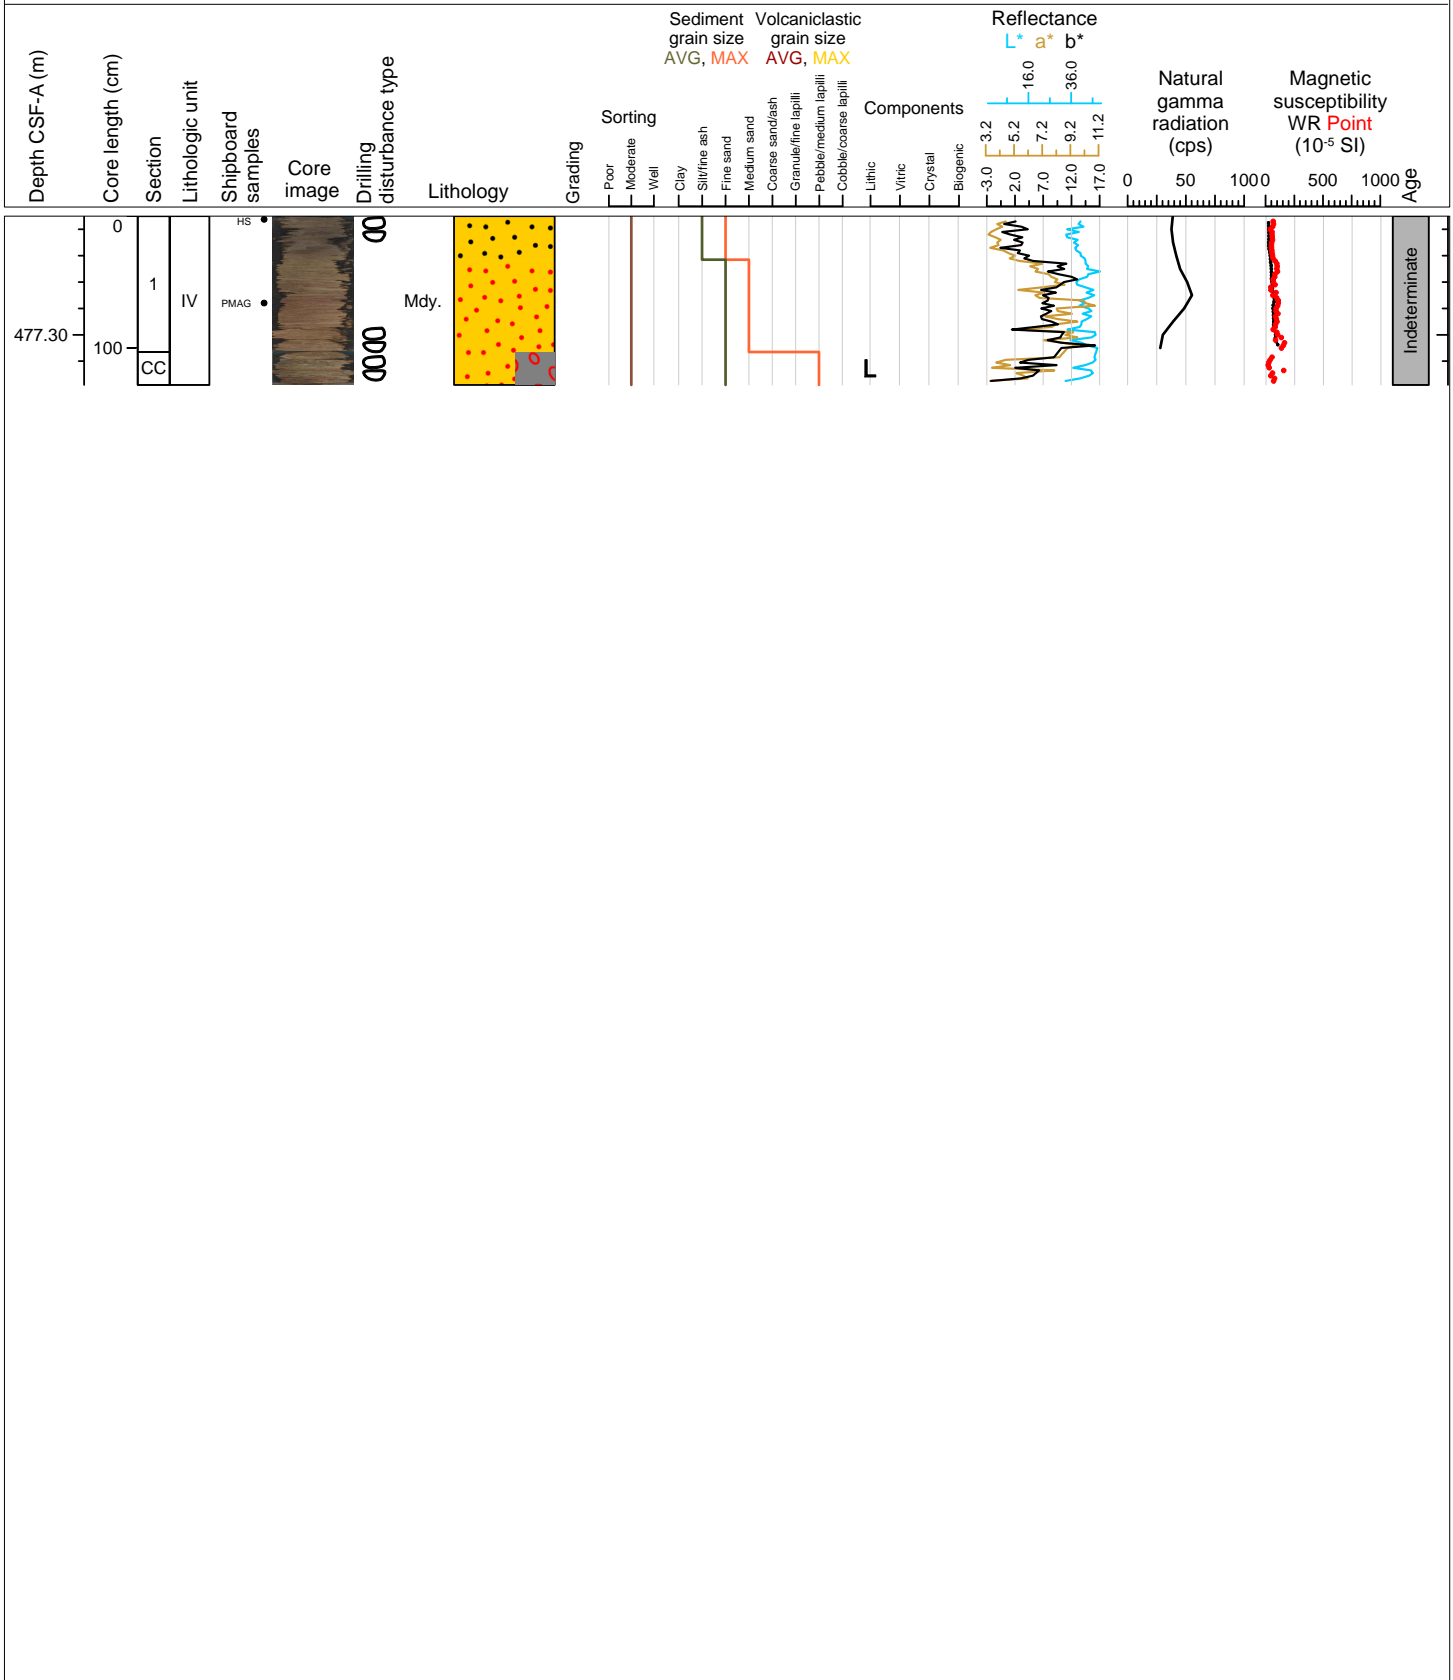 Depth CSF-A (m)
Core length (cm)
Section
Lithologic unit
Shipboard
samples
Core
image
Drilling
disturbance type
Lithology
Grading
Sorting
Poor
Moderate
Well
Sediment
grain size
AVG, MAX
Volcaniclastic
grain size
AVG, MAX
Clay
Silt/fine ash
Fine sand
Medium sand
Coarse sand/ash
Granule/fine lapilli
Pebble/medium lapilli
Cobble/coarse lapilli
Components
Lithic
Vitric
Crystal
Biogenic
Reflectance
L* a* b*
16.0 36.0
3.2 5.2 7.2 9.2 11.2
-3.0 2.0 7.0 12.0 17.0
Natural
gamma
radiation
(cps)
0 50 100
Magnetic
susceptibility
WR Point
(10-5 SI)
0 500 1000
Age
477.30
0
100
1
CC
IV
HS
PMAG
Mdy.
L
Indeterminate